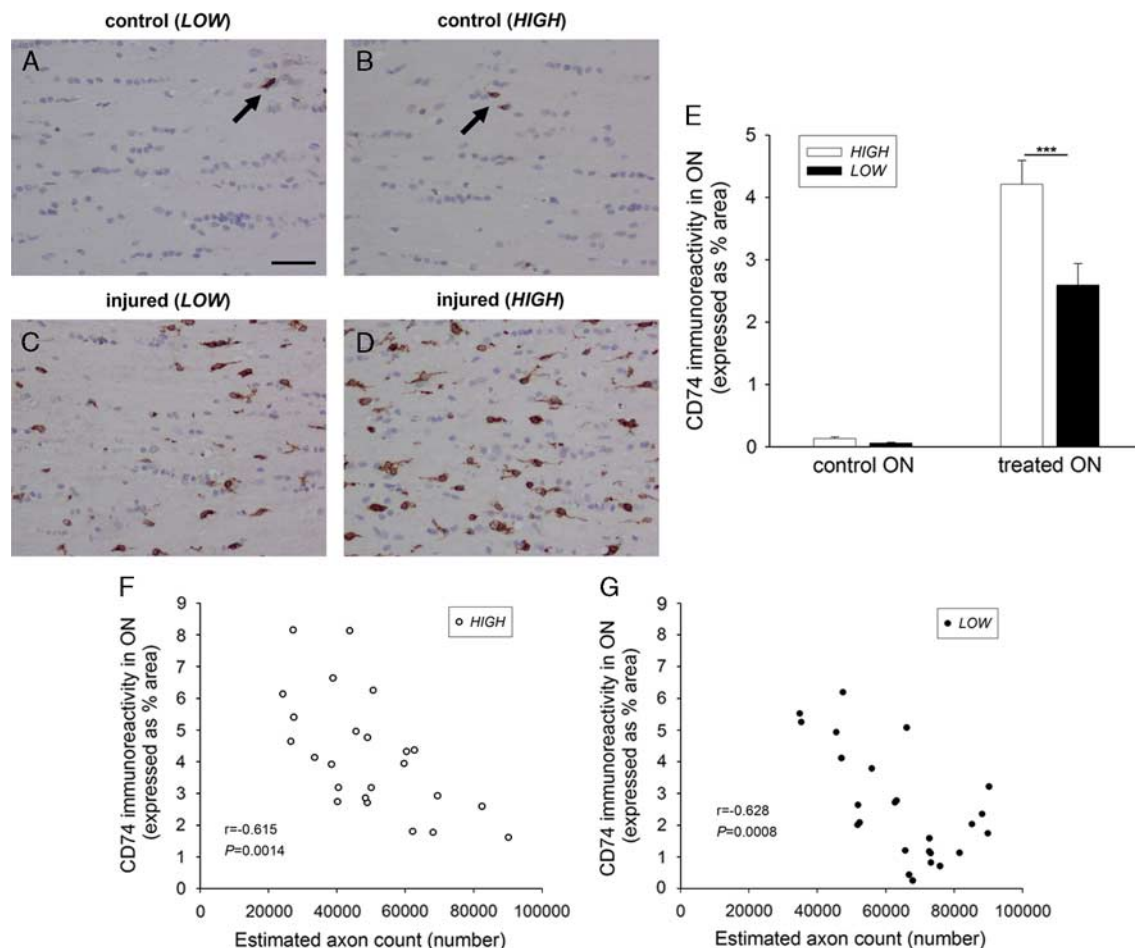 control (LOW)
control (HIGH)
A
B
injured (LOW)
injured (HIGH)
C
D
E
CD74 immunoreactivity in ON
(expressed as % area)
5
4
3
2
1
0
HIGH
LOW
***
control ON
treated ON
F
CD74 immunoreactivity in ON
(expressed as % area)
9
8
7
6
5
4
3
2
1
0
HIGH
r=-0.615
P=0.0014
0
20000
40000
60000
80000
100000
Estimated axon count (number)
G
CD74 immunoreactivity in ON
(expressed as % area)
9
8
7
6
5
4
3
2
1
0
LOW
r=-0.628
P=0.0008
0
20000
40000
60000
80000
100000
Estimated axon count (number)